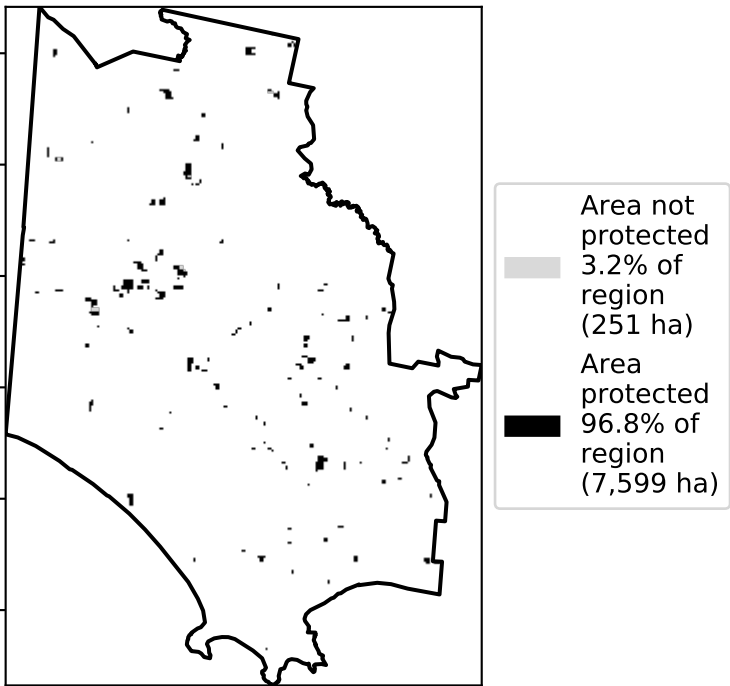 Area not
protected
3.2% of
region
(251 ha)
Area
protected
96.8% of
region
(7,599 ha)